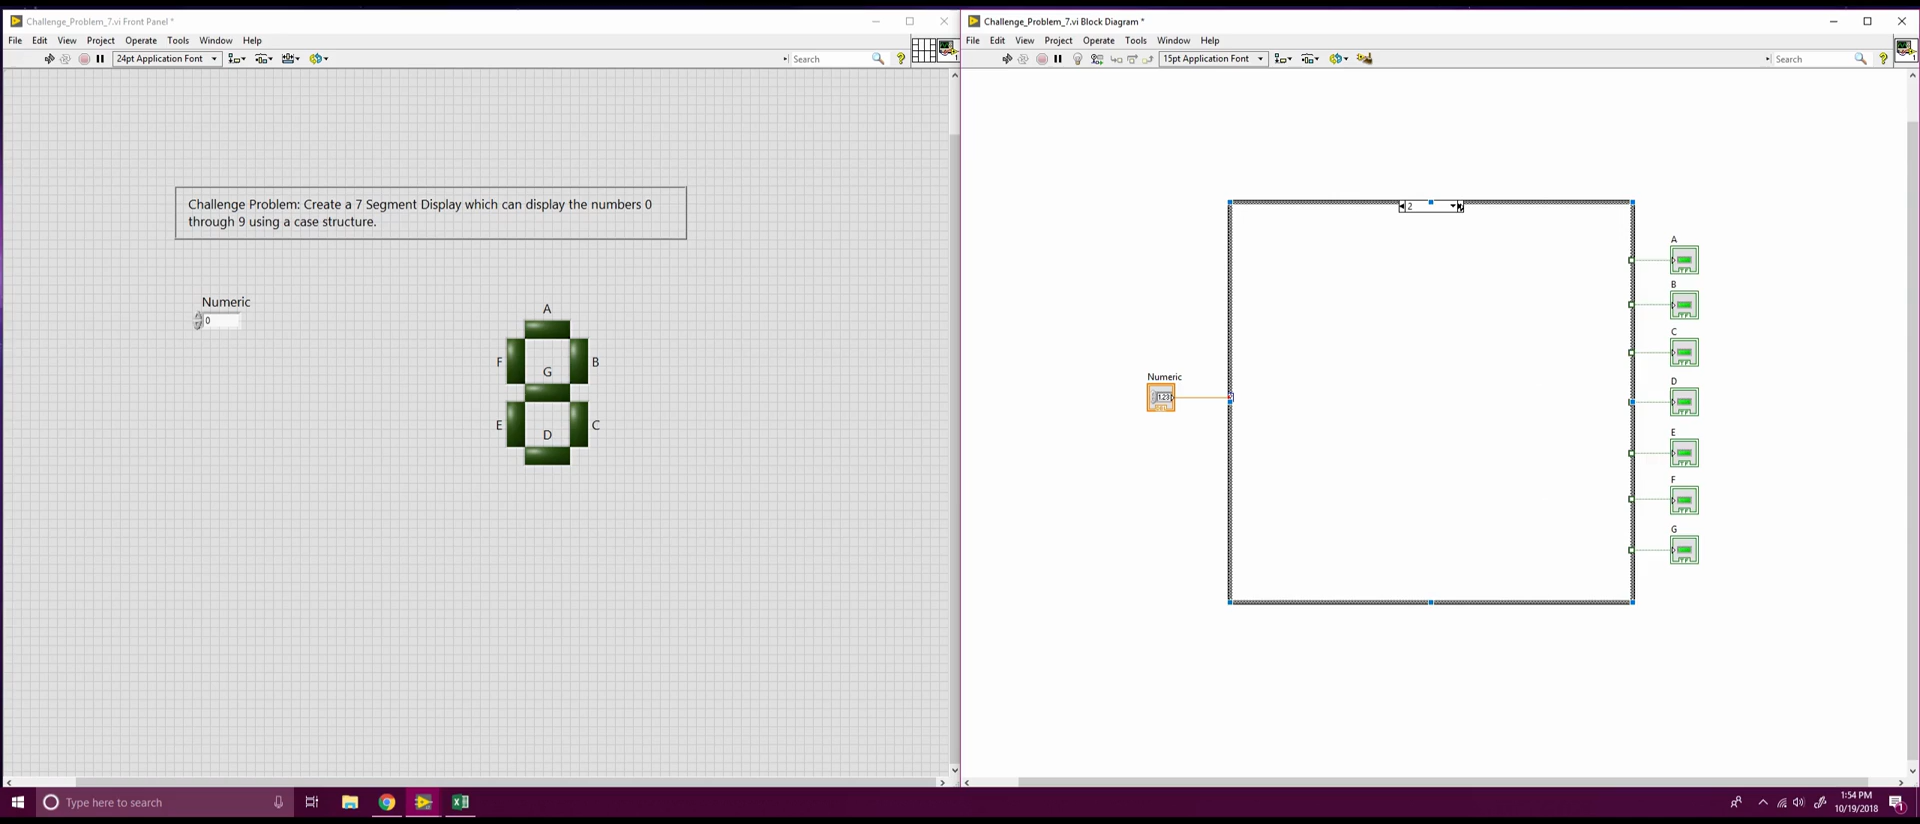 Challenge_Problem_7.vi Front Panel *
File Edit View Project Operate Tools Window Help
24pt Application Font
Search
Challenge Problem: Create a 7 Segment Display which can display the numbers 0
through 9 using a case structure.
Numeric
0
A
F
B
G
E
C
D
Challenge_Problem_7.vi Block Diagram *
File Edit View Project Operate Tools Window Help
15pt Application Font
Search
2
Numeric
1.23
A
B
C
D
E
F
G
Type here to search
1:54 PM
10/19/2018
1